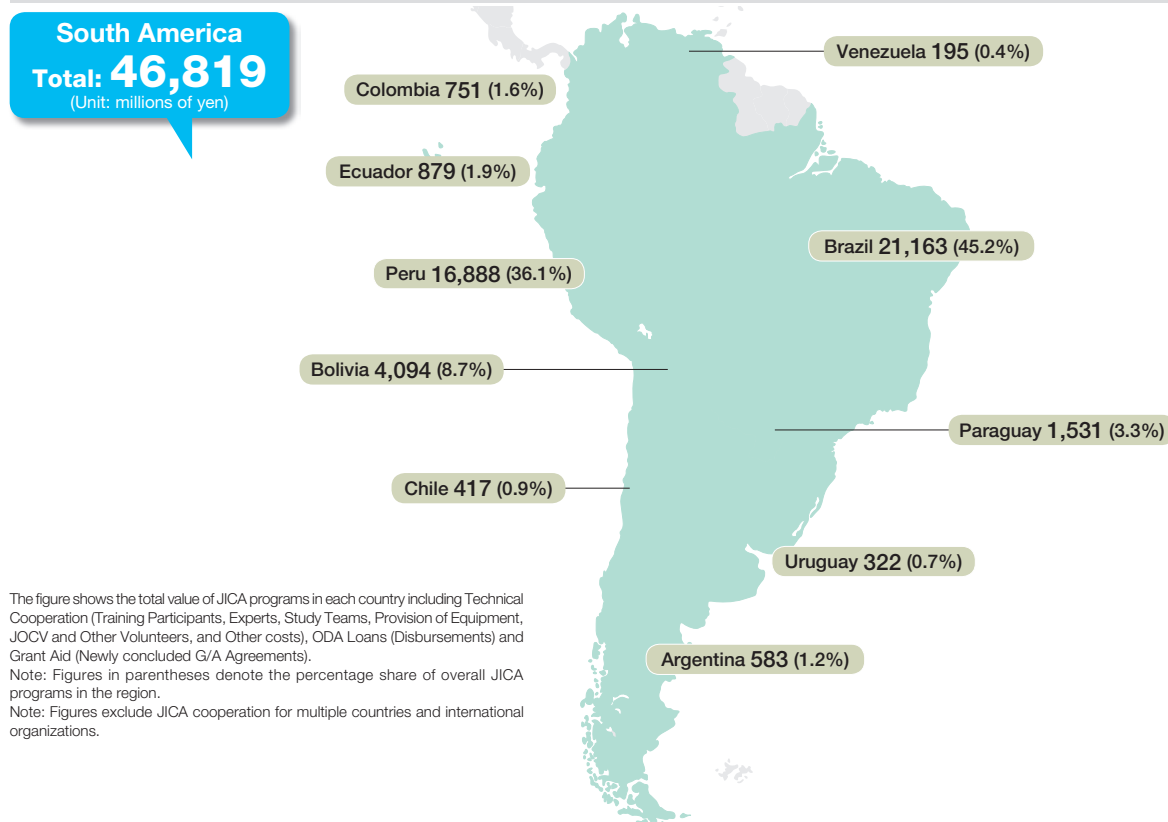 South America
Total: 46,819
(Unit: millions of yen)
Venezuela 195 (0.4%)
Colombia 751 (1.6%)
Ecuador 879 (1.9%)
Brazil 21,163 (45.2%)
Peru 16,888 (36.1%)
Bolivia 4,094 (8.7%)
Paraguay 1,531 (3.3%)
Chile 417 (0.9%)
Uruguay 322 (0.7%)
Argentina 583 (1.2%)
The figure shows the total value of JICA programs in each country including Technical
Cooperation (Training Participants, Experts, Study Teams, Provision of Equipment,
JOCV and Other Volunteers, and Other costs), ODA Loans (Disbursements) and
Grant Aid (Newly concluded G/A Agreements).
Note: Figures in parentheses denote the percentage share of overall JICA
programs in the region.
Note: Figures exclude JICA cooperation for multiple countries and international
organizations.